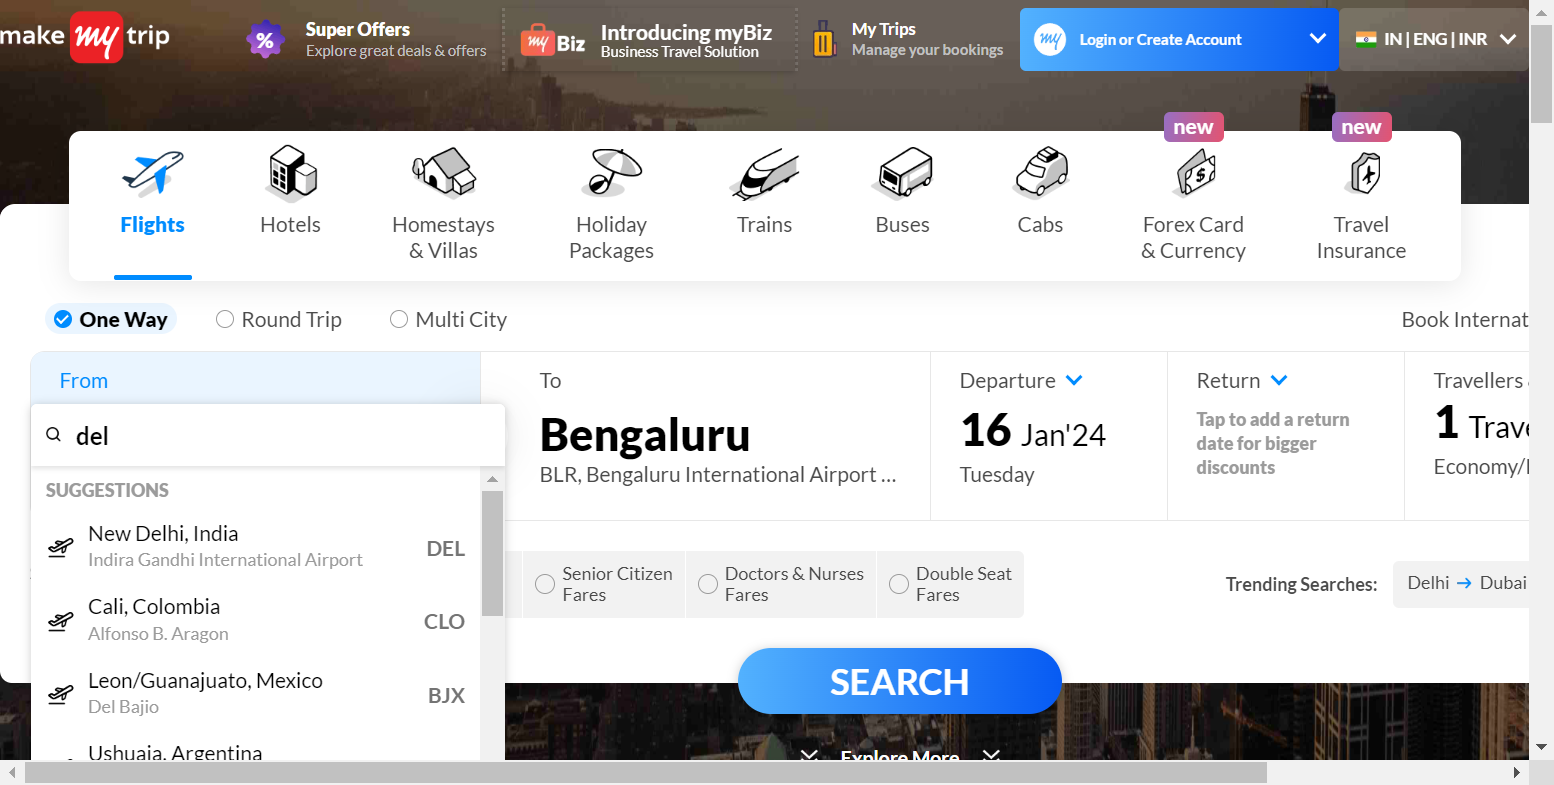 make my trip
%
Super Offers
Explore great deals & offers
my Biz
Introducing myBiz
Business Travel Solution
My Trips
Manage your bookings
my
Login or Create Account
IN | ENG | INR
new
new
Flights
Hotels
Homestays
& Villas
Holiday
Packages
Trains
Buses
Cabs
Forex Card
& Currency
Travel
Insurance
One Way
Round Trip
Multi City
Book Internat
From
del
SUGGESTIONS
New Delhi, India
Indira Gandhi International Airport
DEL
Cali, Colombia
Alfonso B. Aragon
CLO
Leon/Guanajuato, Mexico
Del Bajio
BJX
Ushuaia, Argentina
To
Bengaluru
BLR, Bengaluru International Airport ...
Departure
16 Jan'24
Tuesday
Return
Tap to add a return
date for bigger
discounts
Travellers
1 Trave
Economy/
Senior Citizen
Fares
Doctors & Nurses
Fares
Double Seat
Fares
Trending Searches:
Delhi → Dubai
SEARCH
Explore More